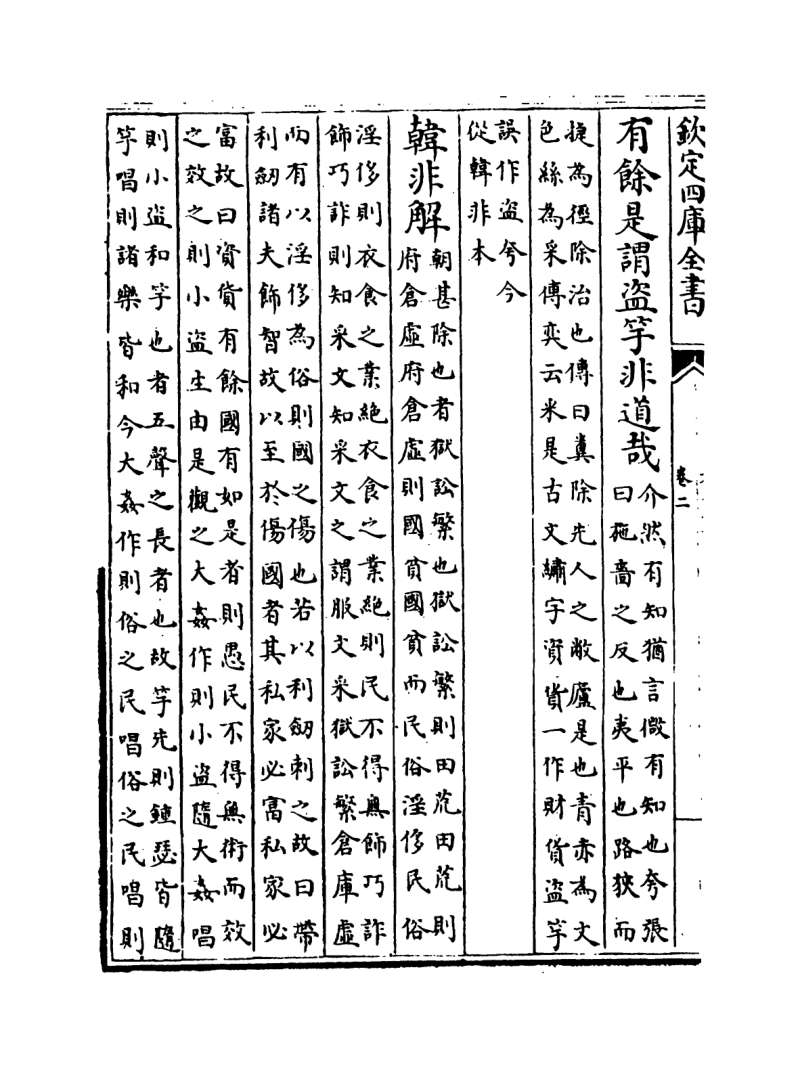 欽定四庫全書
卷二
有餘是謂盜竽非道哉
介然有知猶言微有知也夸張
曰施嗇之反也夷平也路狹而
捷為徑除治也傳曰糞除先人之敝廬是也青赤為文
色絲為采傅奕云采是古文繡字資貨一作財貨盜竽
誤作盜夸今
從韓非本
韓非解
朝甚除也者獄訟繁也獄訟繁則田荒田荒則
府倉虛府倉虛則國貧國貧而民俗淫侈民俗
淫侈則衣食之業絶衣食之業絶則民不得無飾巧詐
飾巧詐則知采文知采文之謂服文采獄訟繁倉庫虛
而有以淫侈為俗則國之傷也若以利劒刺之故曰帶
利劒諸夫飾智故以至於傷國者其私家必富私家必
富故曰資貨有餘國有如是者則愚民不得無術而效
之效之則小盜生由是觀之大姦作則小盜隨大姦唱
則小盜和竽也者五聲之長者也故竽先則鍾瑟皆隨
竽唱則諸樂皆和今大姦作則俗之民唱俗之民唱則